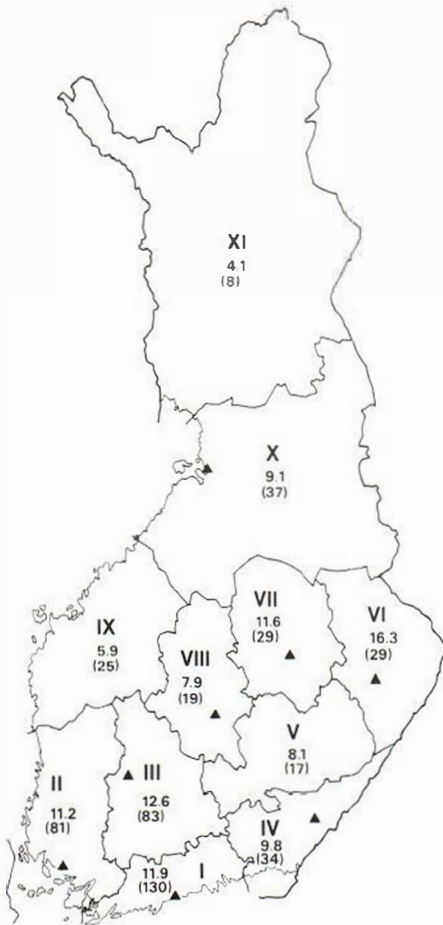 XI
4.1
(8)
X
9.1
(37)
VII
11.6
(29)
VI
16.3
(29)
IX
5.9
(25)
VIII
7.9
(19)
V
8.1
(17)
II
11.2
(81)
III
12.6
(83)
IV
9.8
(34)
I
11.9
(130)